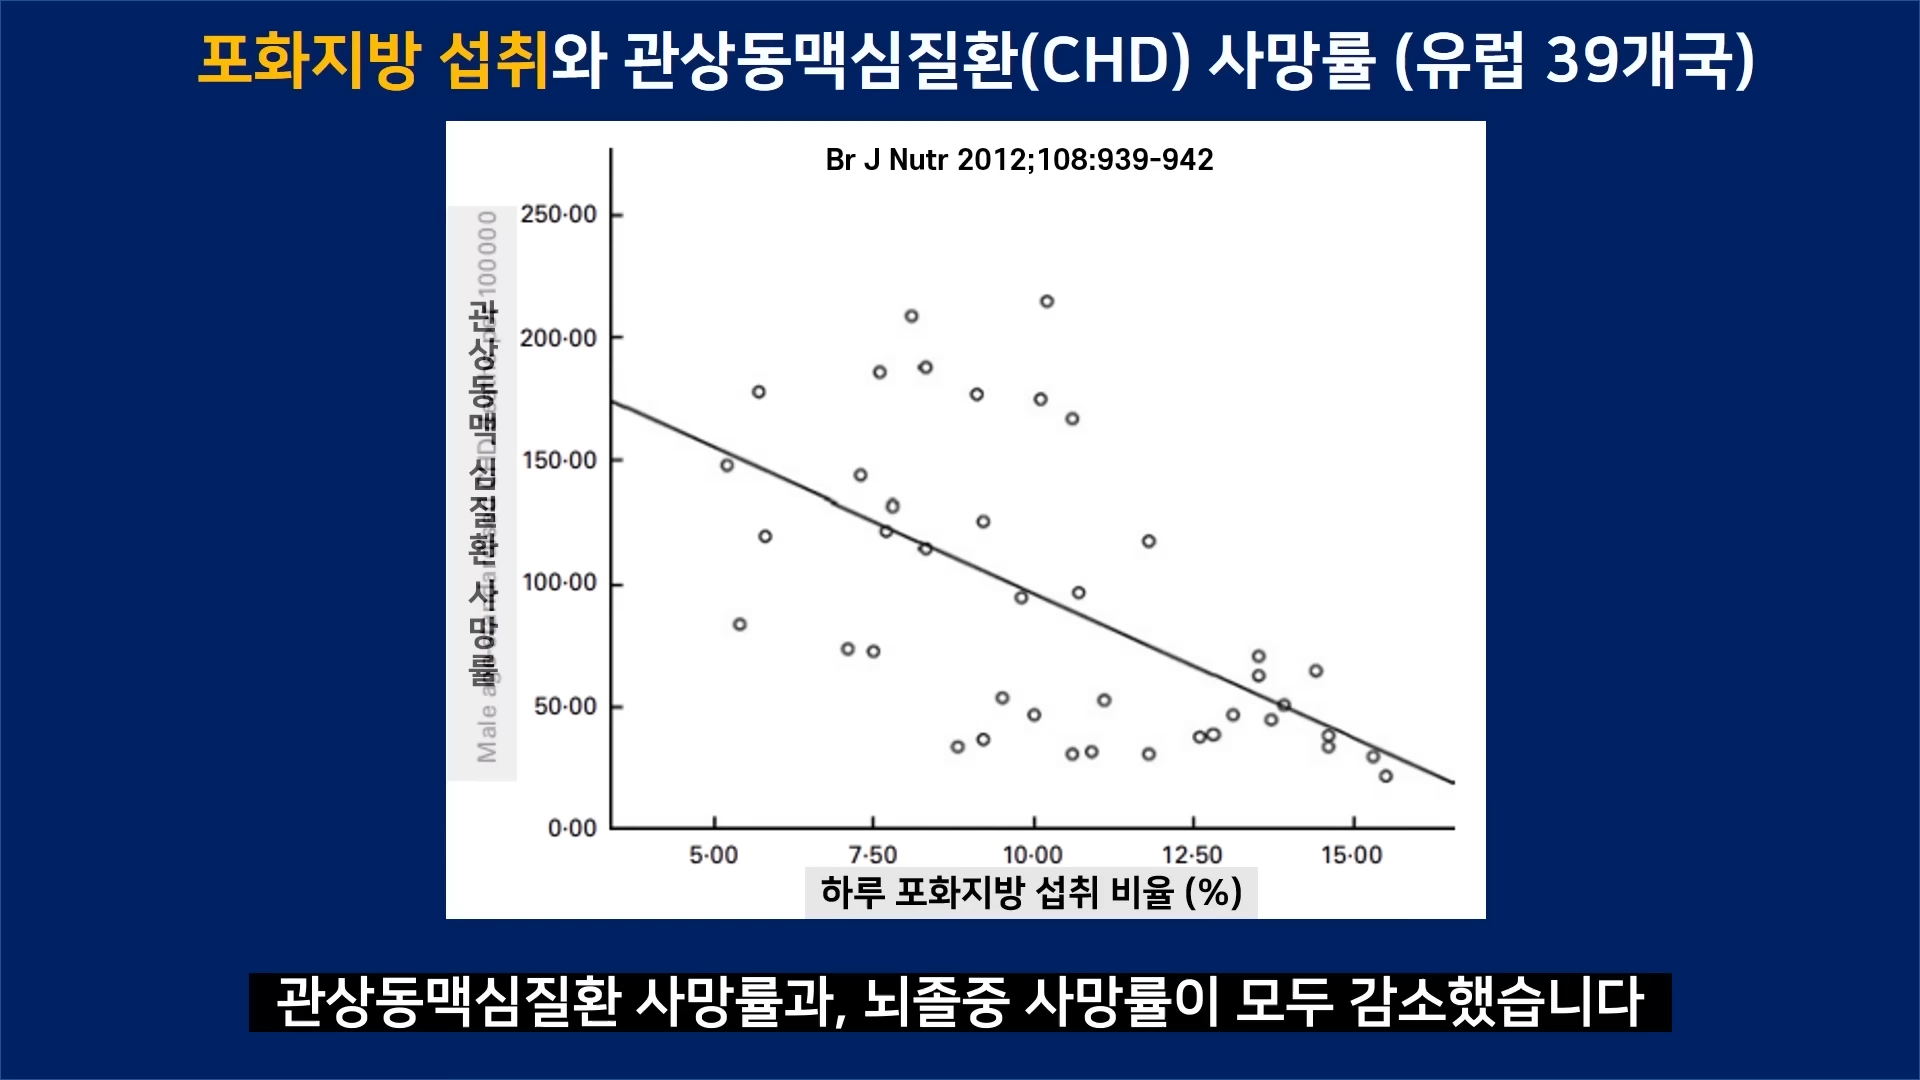 포화지방 섭취와 관상동맥심질환(CHD) 사망률 (유럽 39개국)
Br J Nutr 2012;108:939-942
250·00
200·00
150·00
100·00
50·00
0·00
관상동맥 심질환 사망률
Male
100000
5·00 7·50 10·00 12·50 15·00
하루 포화지방 섭취 비율 (%)
관상동맥심질환 사망률과, 뇌졸중 사망률이 모두 감소했습니다